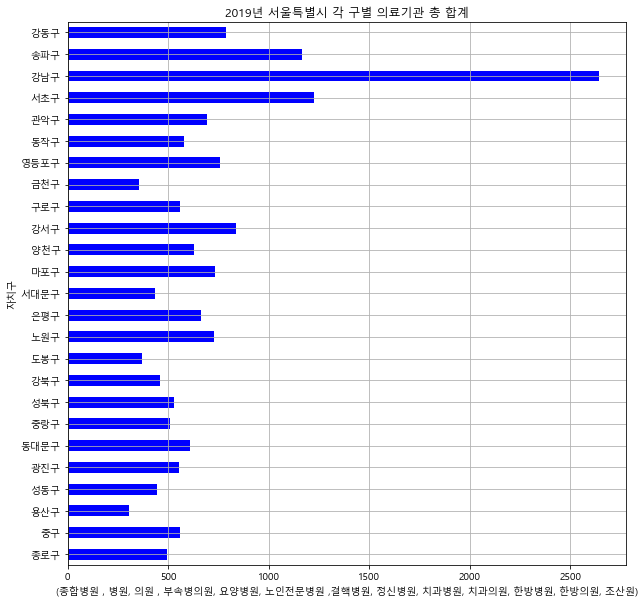 2019년 서울특별시 각 구별 의료기관 총 합계
강동구
송파구
강남구
서초구
관악구
동작구
영등포구
금천구
구로구
강서구
양천구
마포구
자치구
서대문구
은평구
노원구
도봉구
강북구
성북구
중랑구
동대문구
광진구
성동구
용산구
중구
종로구
0 500 1000 1500 2000 2500
(종합병원 , 병원, 의원 , 부속병의원, 요양병원, 노인전문병원 ,결핵병원, 정신병원, 치과병원, 치과의원, 한방병원, 한방의원, 조산원)